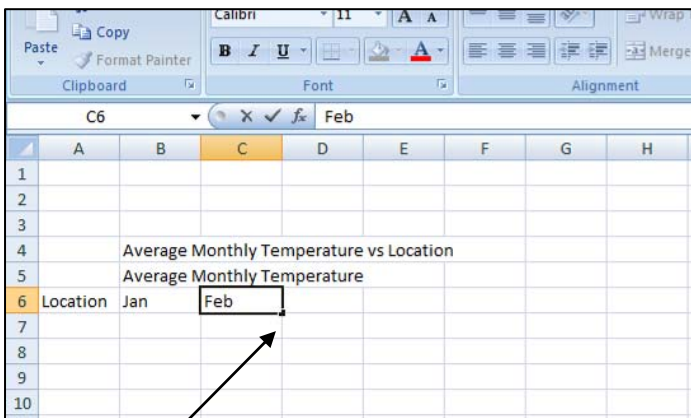 Calibri 11 A A Wrap
Copy
Paste
Format Painter
B I U A Merge
Clipboard Font Alignment
C6 fx Feb
A B C D E F G H
1
2
3
4 Average Monthly Temperature vs Location
5 Average Monthly Temperature
6 Location Jan Feb
7
8
9
10